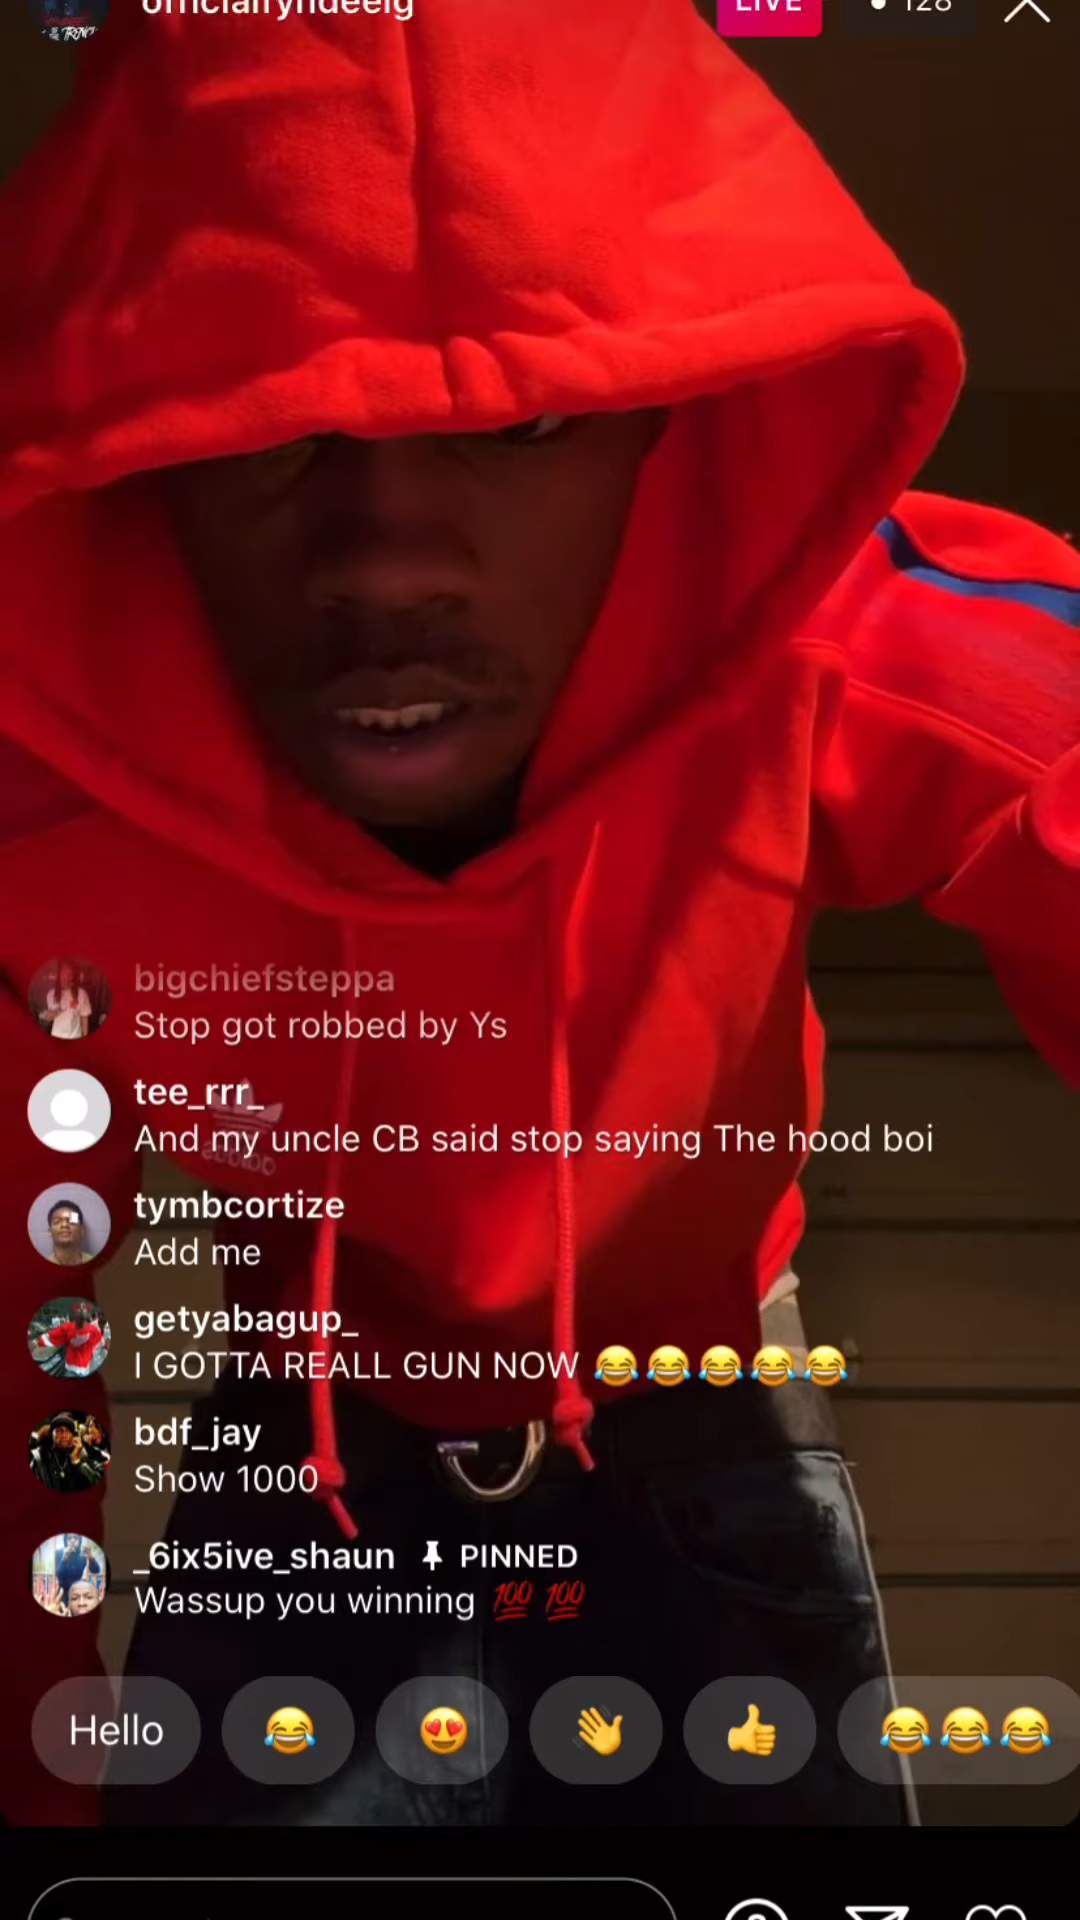 LIVE
128
bigchiefsteppa
Stop got robbed by Ys
tee_rrr_
And my uncle CB said stop saying The hood boi
tymbcortize
Add me
getyabagup_
I GOTTA REALL GUN NOW 😂😂😂😂😂
bdf_jay
Show 1000
_6ix5ive_shaun PINNED
Wassup you winning 💯 💯
Hello 😂 😍 👋 👍 😂😂😂